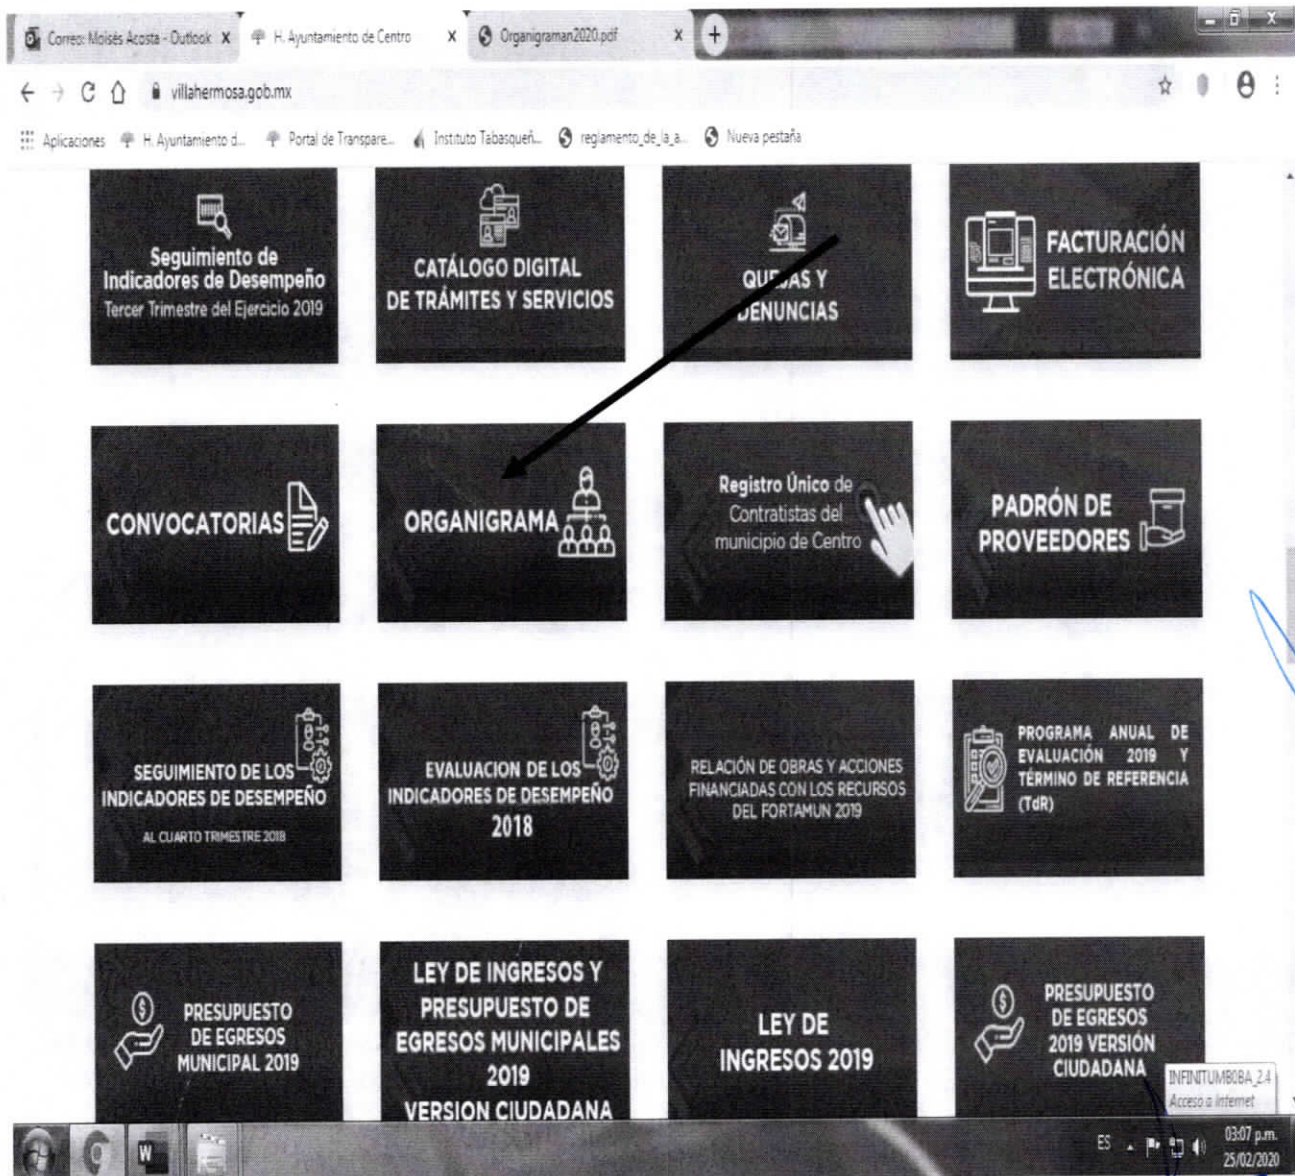 Correo: Moisés Acosta - Outlook X
H. Ayuntamiento de Centro X
Organigraman2020.pdf X
+
villahermosa.gob.mx
Aplicaciones
H. Ayuntamiento d...
Portal de Transpare...
Instituto Tabasqueñ...
reglamento_de_la_a...
Nueva pestaña
Seguimiento de
Indicadores de Desempeño
Tercer Trimestre del Ejercicio 2019
CATÁLOGO DIGITAL
DE TRÁMITES Y SERVICIOS
QUEJAS Y
DENUNCIAS
FACTURACIÓN
ELECTRÓNICA
CONVOCATORIAS
ORGANIGRAMA
Registro Único de
Contratistas del
municipio de Centro
PADRÓN DE
PROVEEDORES
SEGUIMIENTO DE LOS
INDICADORES DE DESEMPEÑO
AL CUARTO TRIMESTRE 2018
EVALUACION DE LOS
INDICADORES DE DESEMPEÑO
2018
RELACIÓN DE OBRAS Y ACCIONES
FINANCIADAS CON LOS RECURSOS
DEL FORTAMUN 2019
PROGRAMA ANUAL DE
EVALUACIÓN 2019 Y
TÉRMINO DE REFERENCIA
(TdR)
PRESUPUESTO
DE EGRESOS
MUNICIPAL 2019
LEY DE INGRESOS Y
PRESUPUESTO DE
EGRESOS MUNICIPALES
2019
VERSION CIUDADANA
LEY DE
INGRESOS 2019
PRESUPUESTO
DE EGRESOS
2019 VERSIÓN
CIUDADANA
INFINITUMB0BA_2.4
Acceso a Internet
W
ES
03:07 p.m.
25/02/2020